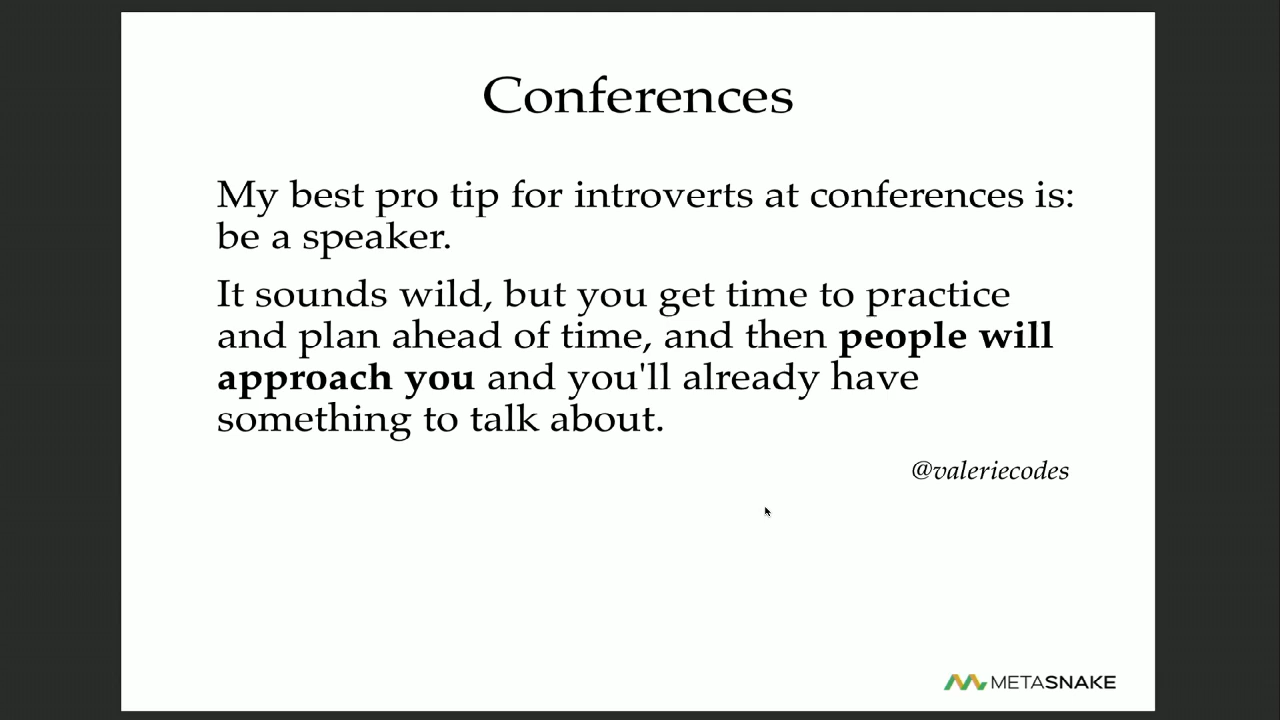 Conferences
My best pro tip for introverts at conferences is:
be a speaker.
It sounds wild, but you get time to practice
and plan ahead of time, and then people will
approach you and you'll already have
something to talk about.
@valeriecodes
METASNAKE